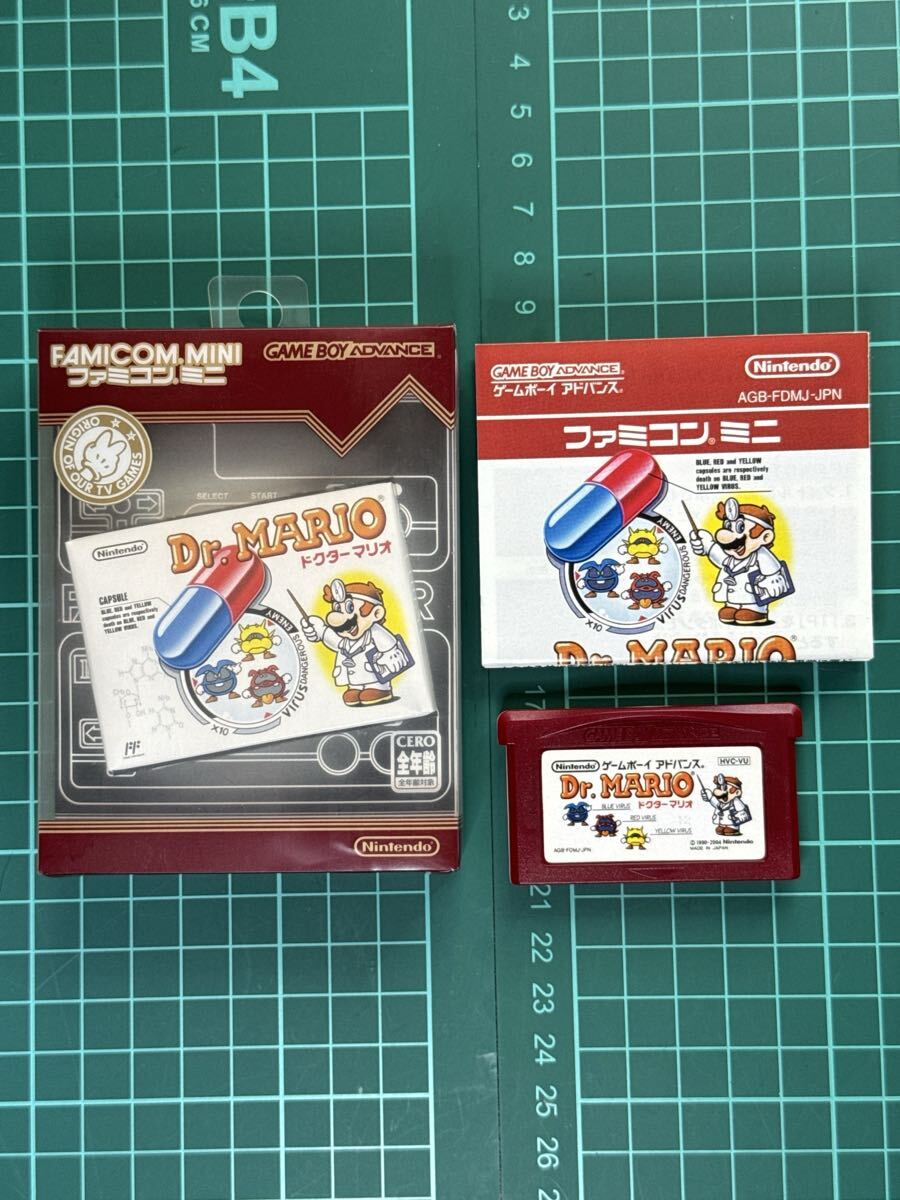 B4
6 CM
3
4
5
6
7
8
9
17
21
22
23
24
25
26
FAMICOM MINI
ファミコン ミニ
GAME BOY ADVANCE
ORIGIN OF OUR TV GAMES
SELECT
START
Nintendo
Dr. MARIO®
ドクターマリオ
CAPSULE
BLUE, RED and YELLOW
capsules are respectively
death on BLUE, RED and
YELLOW VIRUS.
VIRUS DANGEROUS ENEMY
X10
CERO
全年齢
全年齢対象
Nintendo
GAME BOY ADVANCE
ゲームボーイ アドバンス®
Nintendo
AGB-FDMJ-JPN
ファミコン® ミニ
BLUE, RED and YELLOW
capsules are respectively
death on BLUE, RED and
YELLOW VIRUS.
VIRUS DANGEROUS ENEMY
X10
Dr. MARIO®
GAME BOY ADVANCE
Nintendo ゲームボーイ アドバンス®
HVC-VU
Dr. MARIO®
ドクターマリオ
BLUE VIRUS
RED VIRUS
YELLOW VIRUS
AGB-FDMJ-JPN
© 1990-2004 Nintendo
MADE IN JAPAN